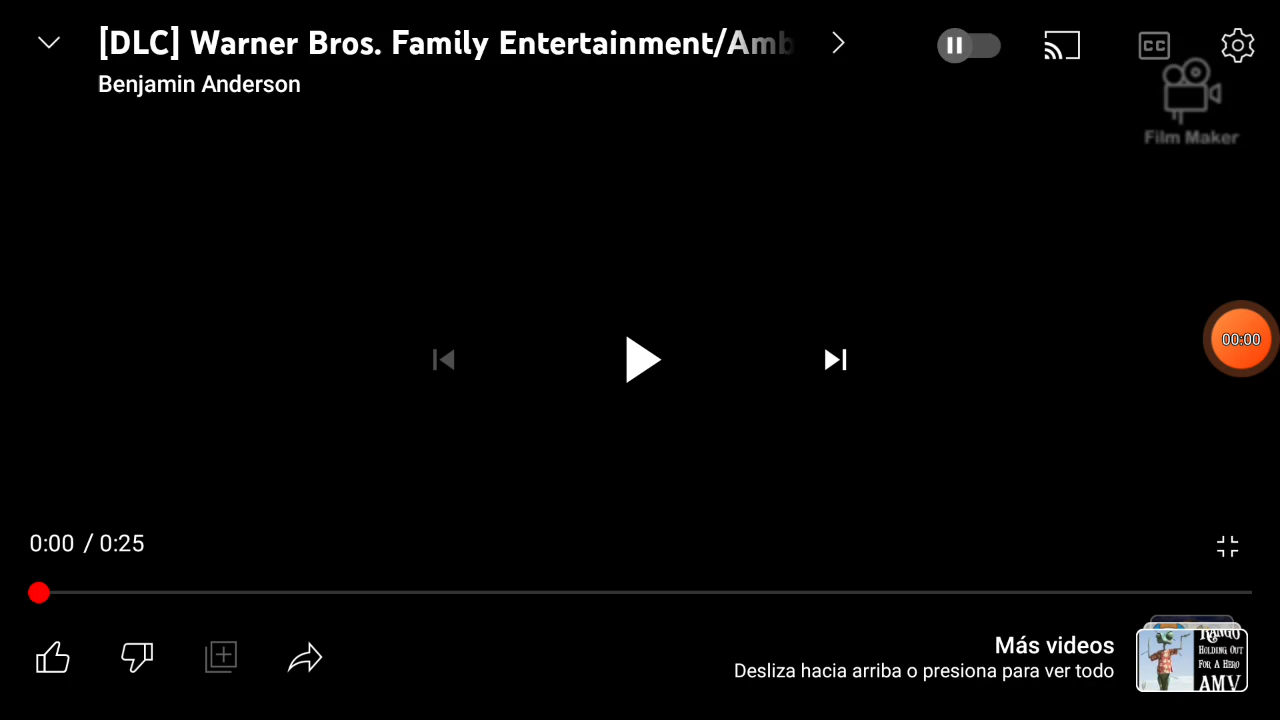 [DLC] Warner Bros. Family Entertainment/Amb
Benjamin Anderson
CC
Film Maker
00:00
0:00 / 0:25
Más videos
Desliza hacia arriba o presiona para ver todo
RANGO
HOLDING OUT
FOR A HERO
AMV